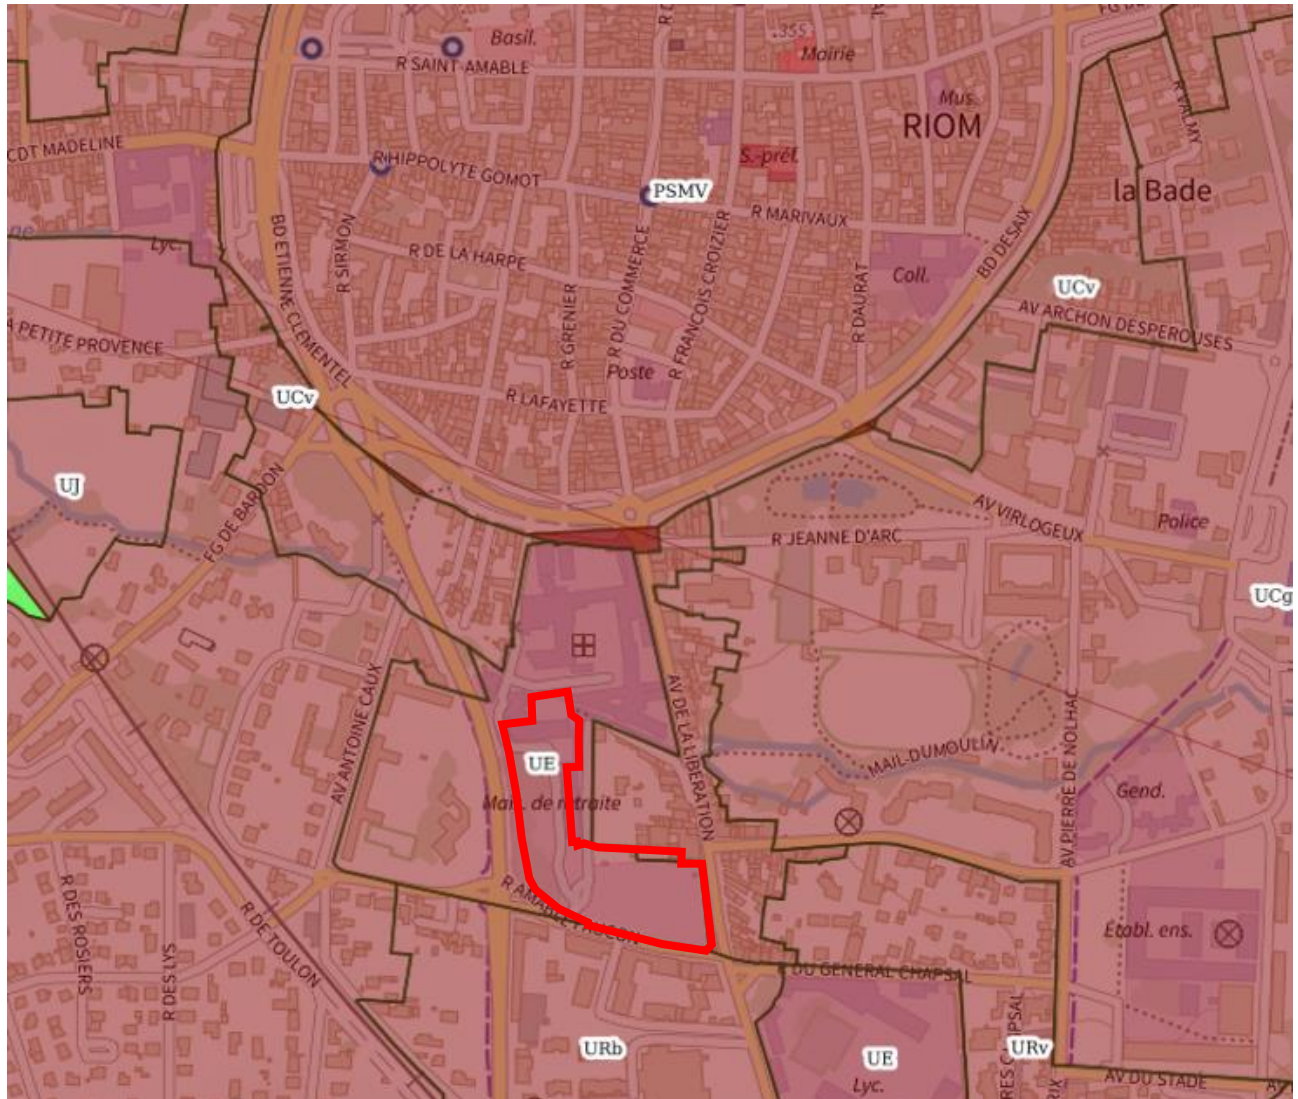 Basil.
.355
Mairie
R SAINT-AMABLE
Mus.
RIOM
R VALMY
CDT MADELINE
R HIPPOLYTE GOMOT
S.-préf.
PSMV
la Bade
R MARIVAUX
Lyc.
BD ETIENNE CLEMENTEL
R SIRMON
R DE LA HARPE
R DU COMMERCE
R FRANCOIS CROIZIER
Coll.
BD DESAIX
UCv
AV ARCHON DESPEROUSES
A PETITE PROVENCE
R GRENIER
R DAURAT
Poste
UCv
R LAFAYETTE
UJ
FG DE BARDON
AV VIRLOGEUX
Police
R JEANNE D'ARC
UCg
AV ANTOINE CAUX
AV DE LA LIBERATION
MAIL DUMOULIN
AV PIERRE DE NOLHAC
UE
Gend.
R DES ROSIERS
R DES LYS
R DE TOULON
Établ. ens.
DU GENERAL CHAPSAL
URb
UE
URv
Lyc.
AV DU STADE